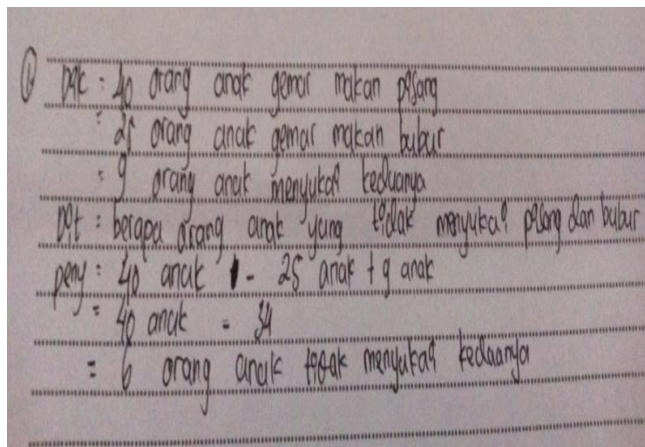 ① Dik : 40 orang anak gemar makan pisang
= 25 orang anak gemar makan bubur
= 9 orang anak menyukai keduanya
Dit : berapa orang anak yang tidak menyukai pisang dan bubur
peny : 40 anak - 25 anak + 9 anak
= 40 anak - 34
= 6 orang anak tidak menyukai keduanya